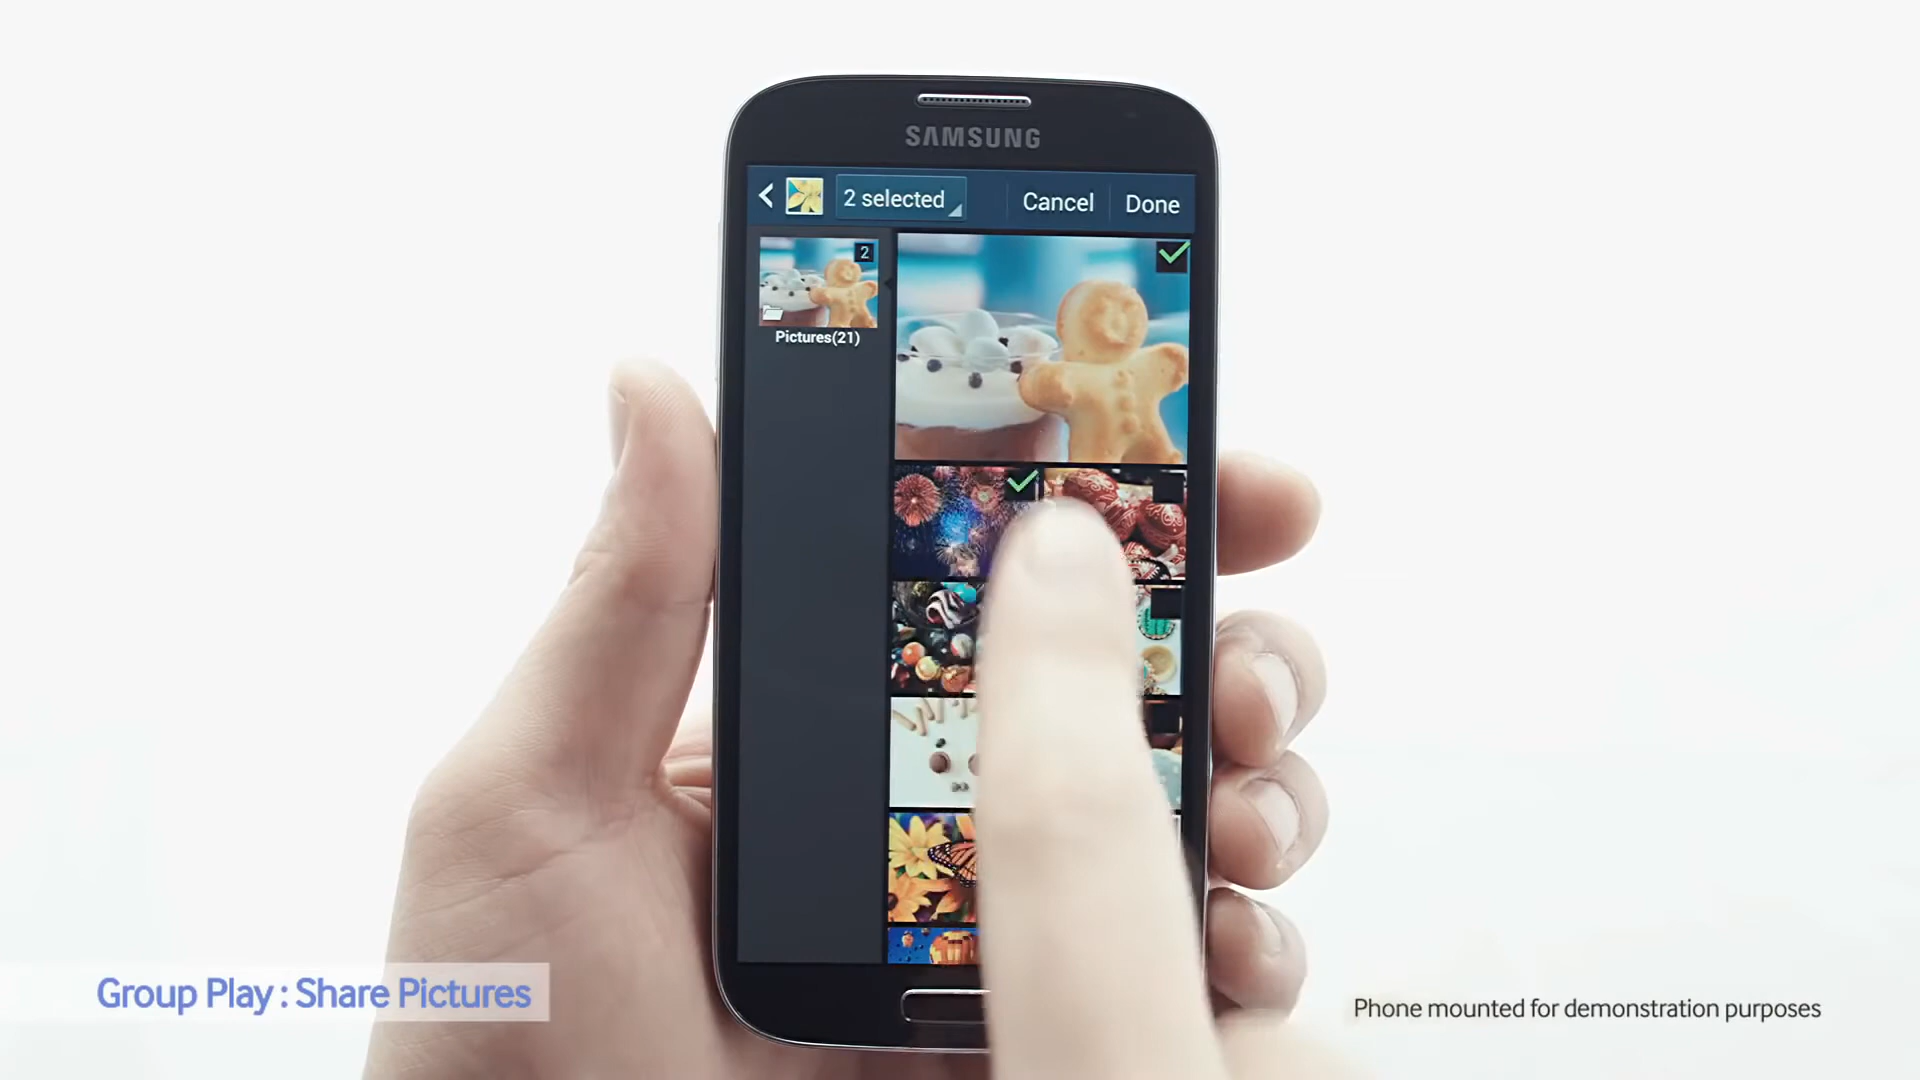 SAMSUNG
2 selected
Cancel
Done
2
Pictures(21)
Group Play : Share Pictures
Phone mounted for demonstration purposes